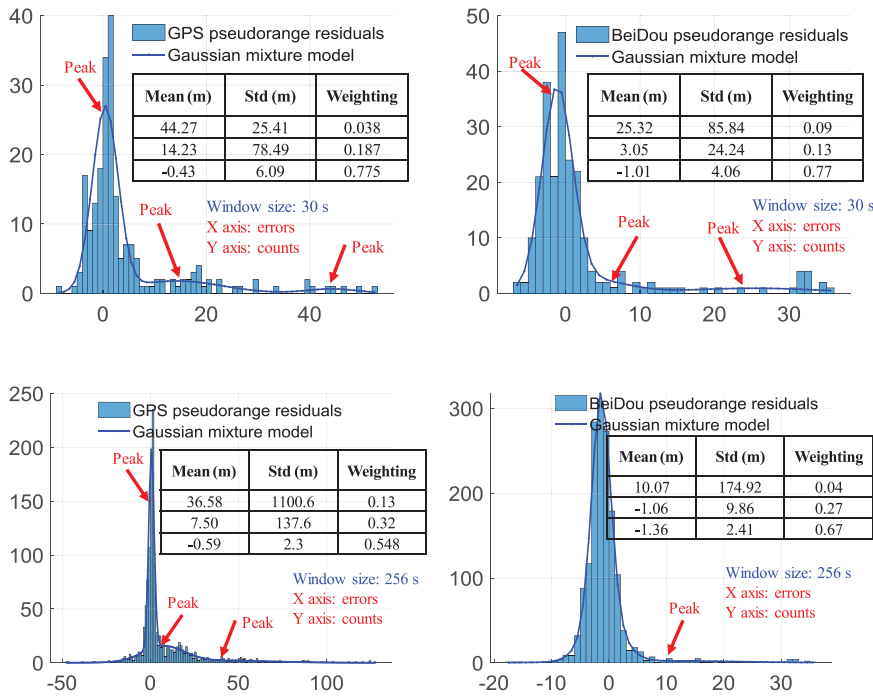 GPS pseudorange residuals
Gaussian mixture model
Peak
Mean (m) Std (m) Weighting
44.27 25.41 0.038
14.23 78.49 0.187
-0.43 6.09 0.775
Window size: 30 s
Peak
X axis: errors
Peak
Y axis: counts
40
30
20
10
0
0 20 40
BeiDou pseudorange residuals
Gaussian mixture model
Peak
Mean (m) Std (m) Weighting
25.32 85.84 0.09
3.05 24.24 0.13
-1.01 4.06 0.77
Window size: 30 s
Peak
X axis: errors
Peak
Y axis: counts
50
40
30
20
10
0
0 10 20 30
GPS pseudorange residuals
Gaussian mixture model
Peak
Mean (m) Std (m) Weighting
36.58 1100.6 0.13
7.50 137.6 0.32
-0.59 2.3 0.548
Window size: 256 s
X axis: errors
Peak
Peak
Y axis: counts
250
200
150
100
50
0
-50 0 50 100
BeiDou pseudorange residuals
Gaussian mixture model
Mean (m) Std (m) Weighting
10.07 174.92 0.04
-1.06 9.86 0.27
-1.36 2.41 0.67
Window size: 256 s
X axis: errors
Y axis: counts
Peak
300
200
100
0
-20 -10 0 10 20 30